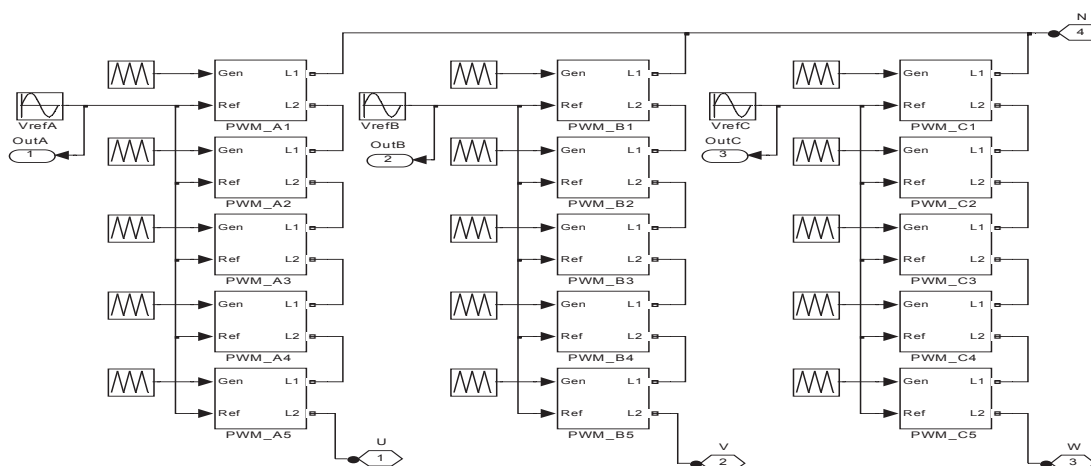 N
4
Gen L1
Ref L2
PWM_A1
VrefA
OutA
1
Gen L1
Ref L2
PWM_A2
Gen L1
Ref L2
PWM_A3
Gen L1
Ref L2
PWM_A4
Gen L1
Ref L2
PWM_A5
U
1
Gen L1
Ref L2
PWM_B1
VrefB
OutB
2
Gen L1
Ref L2
PWM_B2
Gen L1
Ref L2
PWM_B3
Gen L1
Ref L2
PWM_B4
Gen L1
Ref L2
PWM_B5
V
2
Gen L1
Ref L2
PWM_C1
VrefC
OutC
3
Gen L1
Ref L2
PWM_C2
Gen L1
Ref L2
PWM_C3
Gen L1
Ref L2
PWM_C4
Gen L1
Ref L2
PWM_C5
W
3